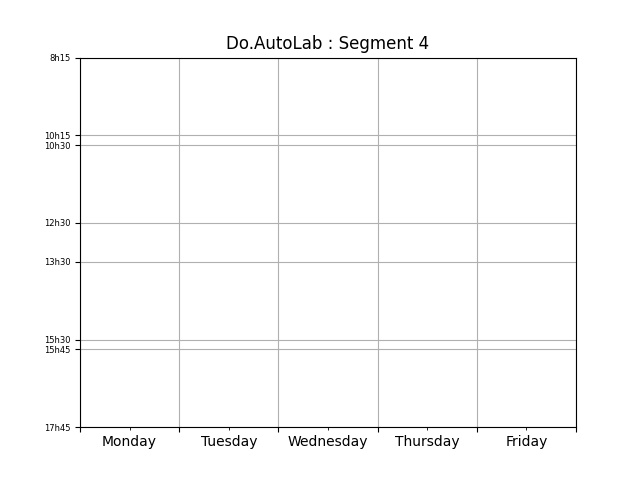 Do.AutoLab : Segment 4
8h15
10h15
10h30
12h30
13h30
15h30
15h45
17h45
Monday Tuesday Wednesday Thursday Friday